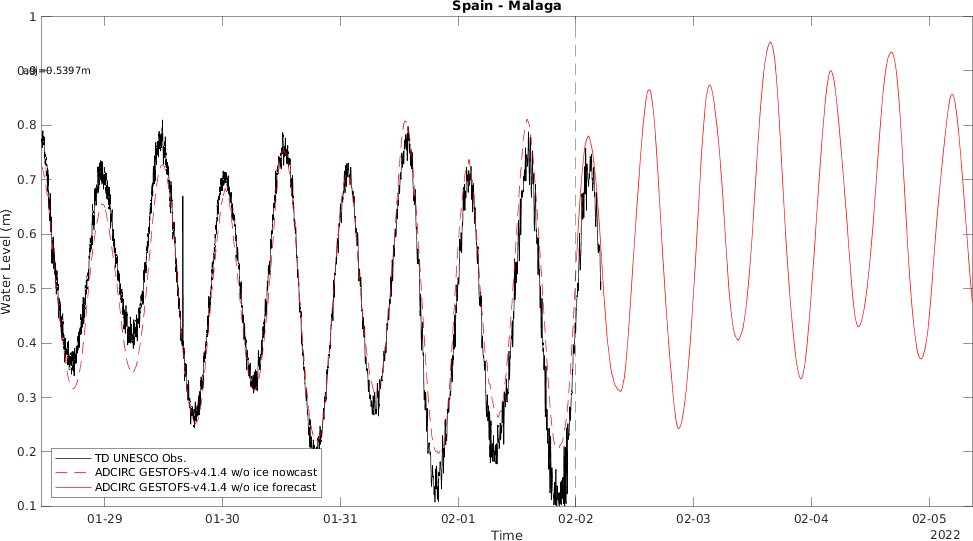 Spain - Malaga
Water Level (m)
1
0.9
adj=0.5397m
0.8
0.7
0.6
0.5
0.4
0.3
0.2
0.1
TD UNESCO Obs.
ADCIRC GESTOFS-v4.1.4 w/o ice nowcast
ADCIRC GESTOFS-v4.1.4 w/o ice forecast
01-29
01-30
01-31
02-01
02-02
02-03
02-04
02-05
Time
2022